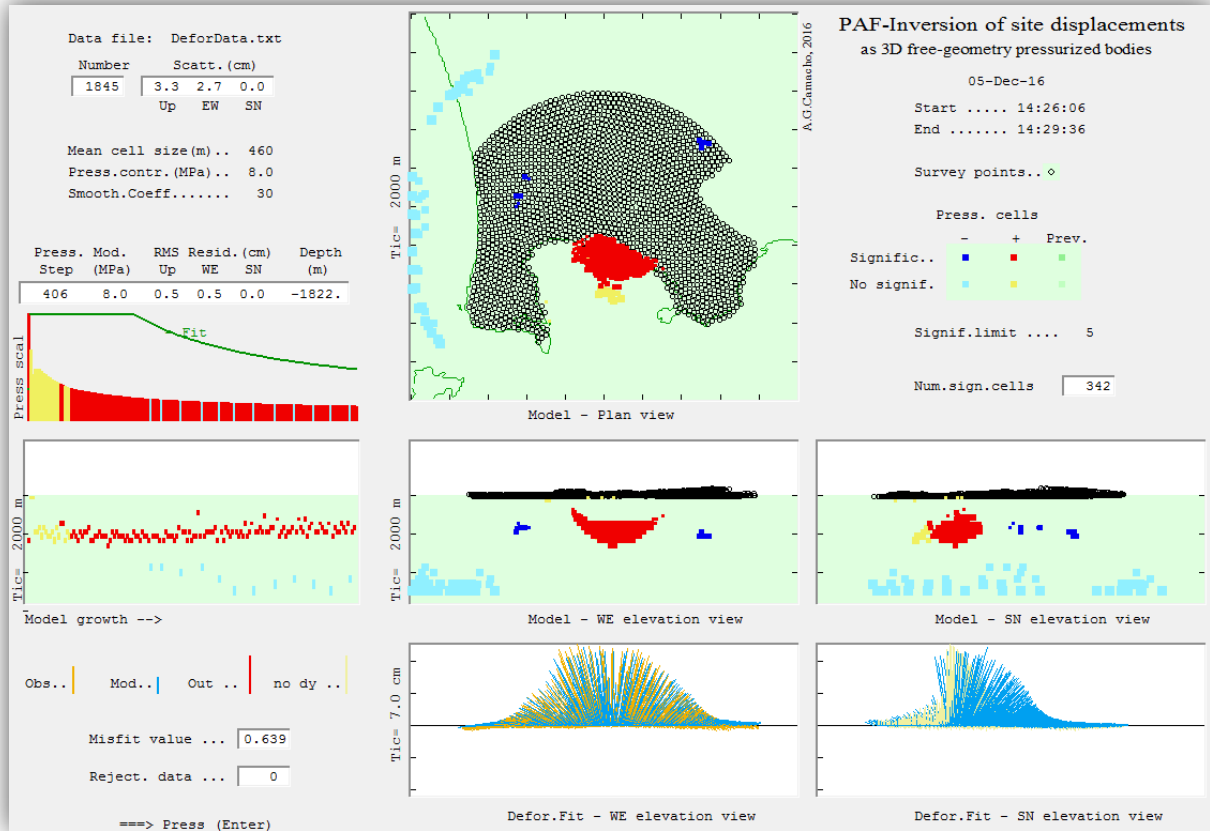 Data file: DeforData.txt
Number Scatt.(cm)
1845 3.3 2.7 0.0
Up EW SN
Mean cell size(m).. 460
Press.contr.(MPa).. 8.0
Smooth.Coeff....... 30
Press. Mod. RMS Resid.(cm) Depth
Step (MPa) Up WE SN (m)
406 8.0 0.5 0.5 0.0 -1822.
Fit
Press scal
Tic= 2000 m
A.G.Camacho, 2016
Model - Plan view
PAF-Inversion of site displacements
as 3D free-geometry pressurized bodies
05-Dec-16
Start ..... 14:26:06
End ....... 14:29:36
Survey points..
Press. cells
- + Prev.
Signific..
No signif.
Signif.limit .... 5
Num.sign.cells 342
Tic= 2000 m
Model growth -->
Tic= 2000 m
Model - WE elevation view
Model - SN elevation view
Obs.. Mod.. Out .. no dy ..
Misfit value ... 0.639
Reject. data ... 0
===> Press (Enter)
Tic= 7.0 cm
Defor.Fit - WE elevation view
Defor.Fit - SN elevation view